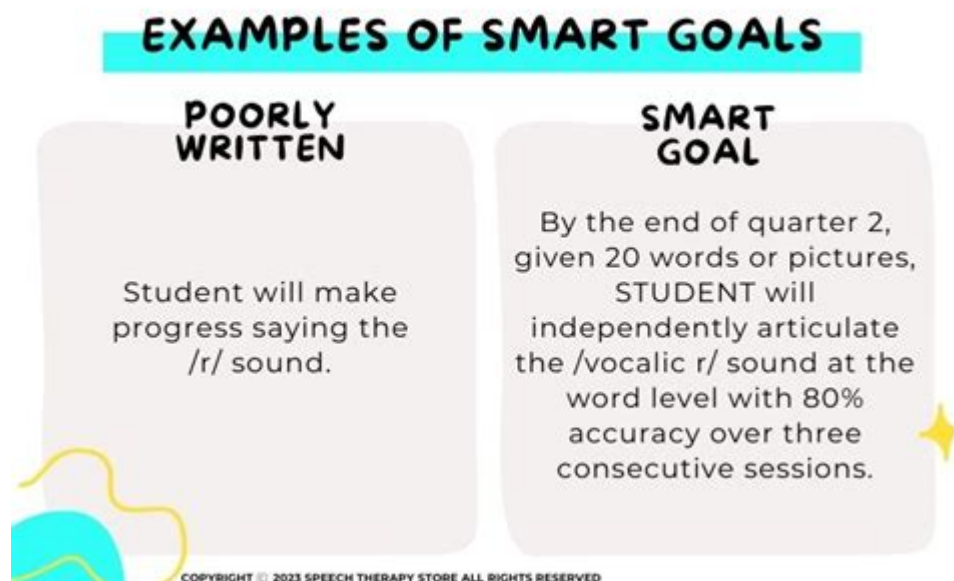 EXAMPLES OF SMART GOALS
POORLY
WRITTEN
Student will make
progress saying the
/r/ sound.
SMART
GOAL
By the end of quarter 2,
given 20 words or pictures,
STUDENT will
independently articulate
the /vocalic r/ sound at the
word level with 80%
accuracy over three
consecutive sessions.
COPYRIGHT © 2023 SPEECH THERAPY STORE ALL RIGHTS RESERVED